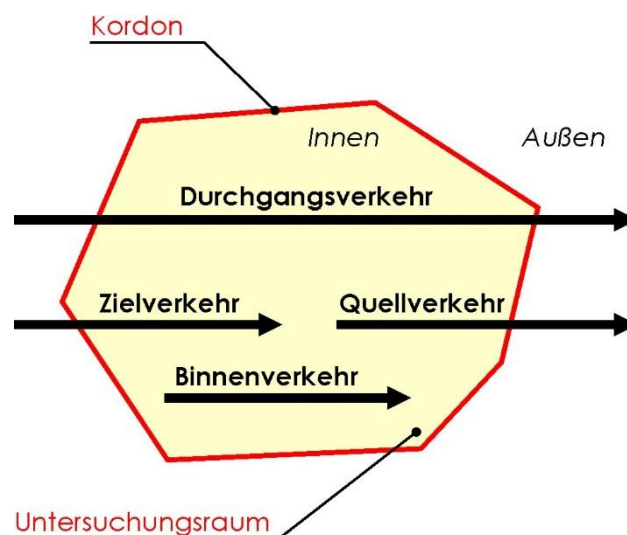 Kordon
Innen
Außen
Durchgangsverkehr
Zielverkehr
Quellverkehr
Binnenverkehr
Untersuchungsraum